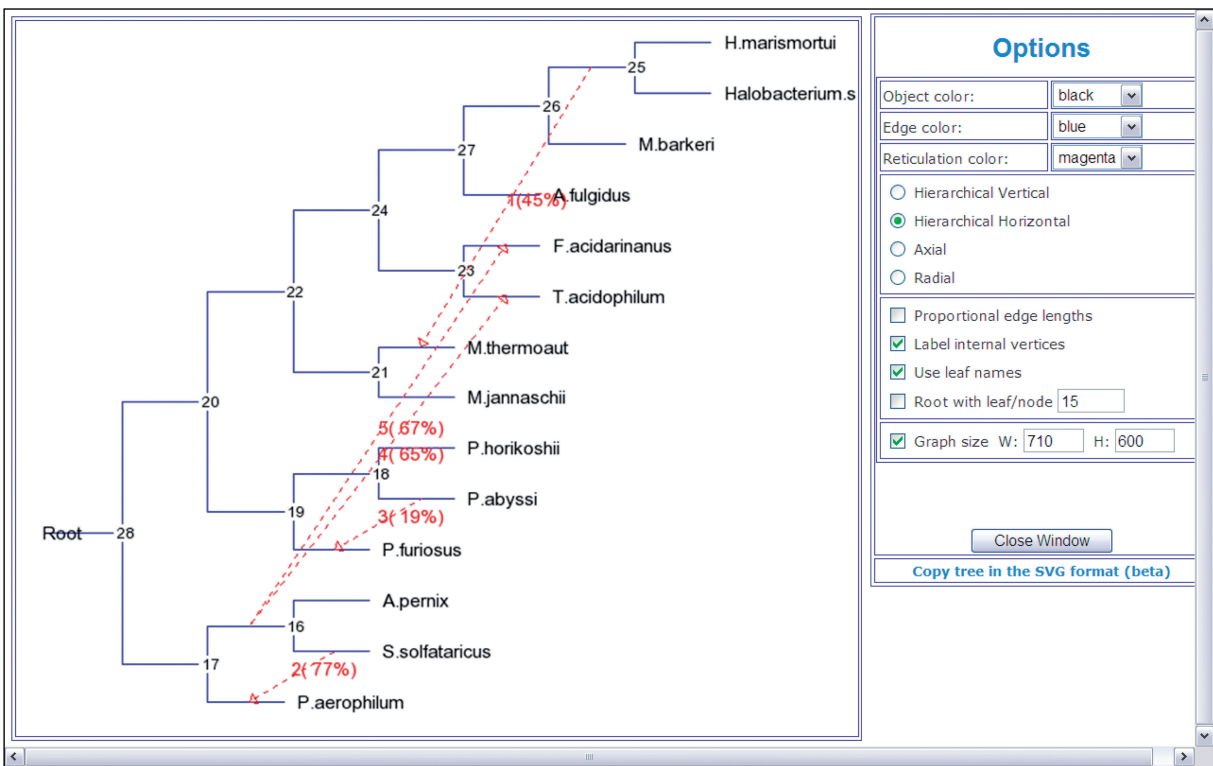 H.marismortui
25
Halobacterium.s
26
M.barkeri
27
A.fulgidus
1(45%)
24
F.acidarinanus
23
T.acidophilum
22
M.thermoaut
21
M.jannaschii
20
5( 67%)
4( 65%)
P.horikoshii
18
P.abyssi
3( 19%)
19
P.furiosus
Root
28
A.pernix
16
S.solfataricus
17
2( 77%)
P.aerophilum
Options
Object color: black
Edge color: blue
Reticulation color: magenta
Hierarchical Vertical
Hierarchical Horizontal
Axial
Radial
Proportional edge lengths
Label internal vertices
Use leaf names
Root with leaf/node 15
Graph size W: 710 H: 600
Close Window
Copy tree in the SVG format (beta)